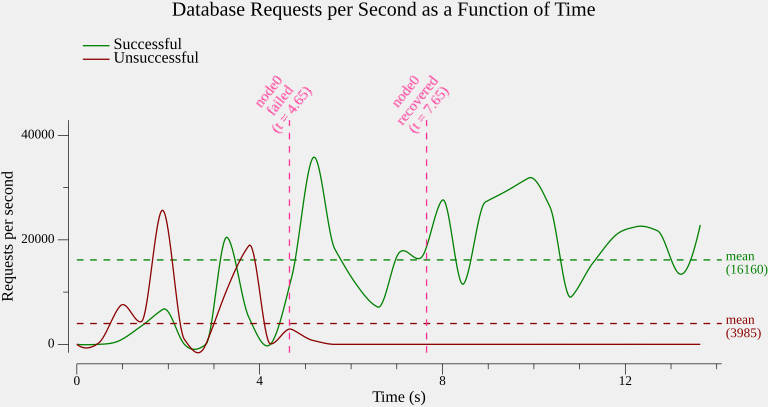 Database Requests per Second as a Function of Time
Successful
Unsuccessful
node0
failed
(t = 4.65)
node0
recovered
(t = 7.65)
Requests per second
40000
20000
0
mean
(16160)
mean
(3985)
0
4
8
12
Time (s)